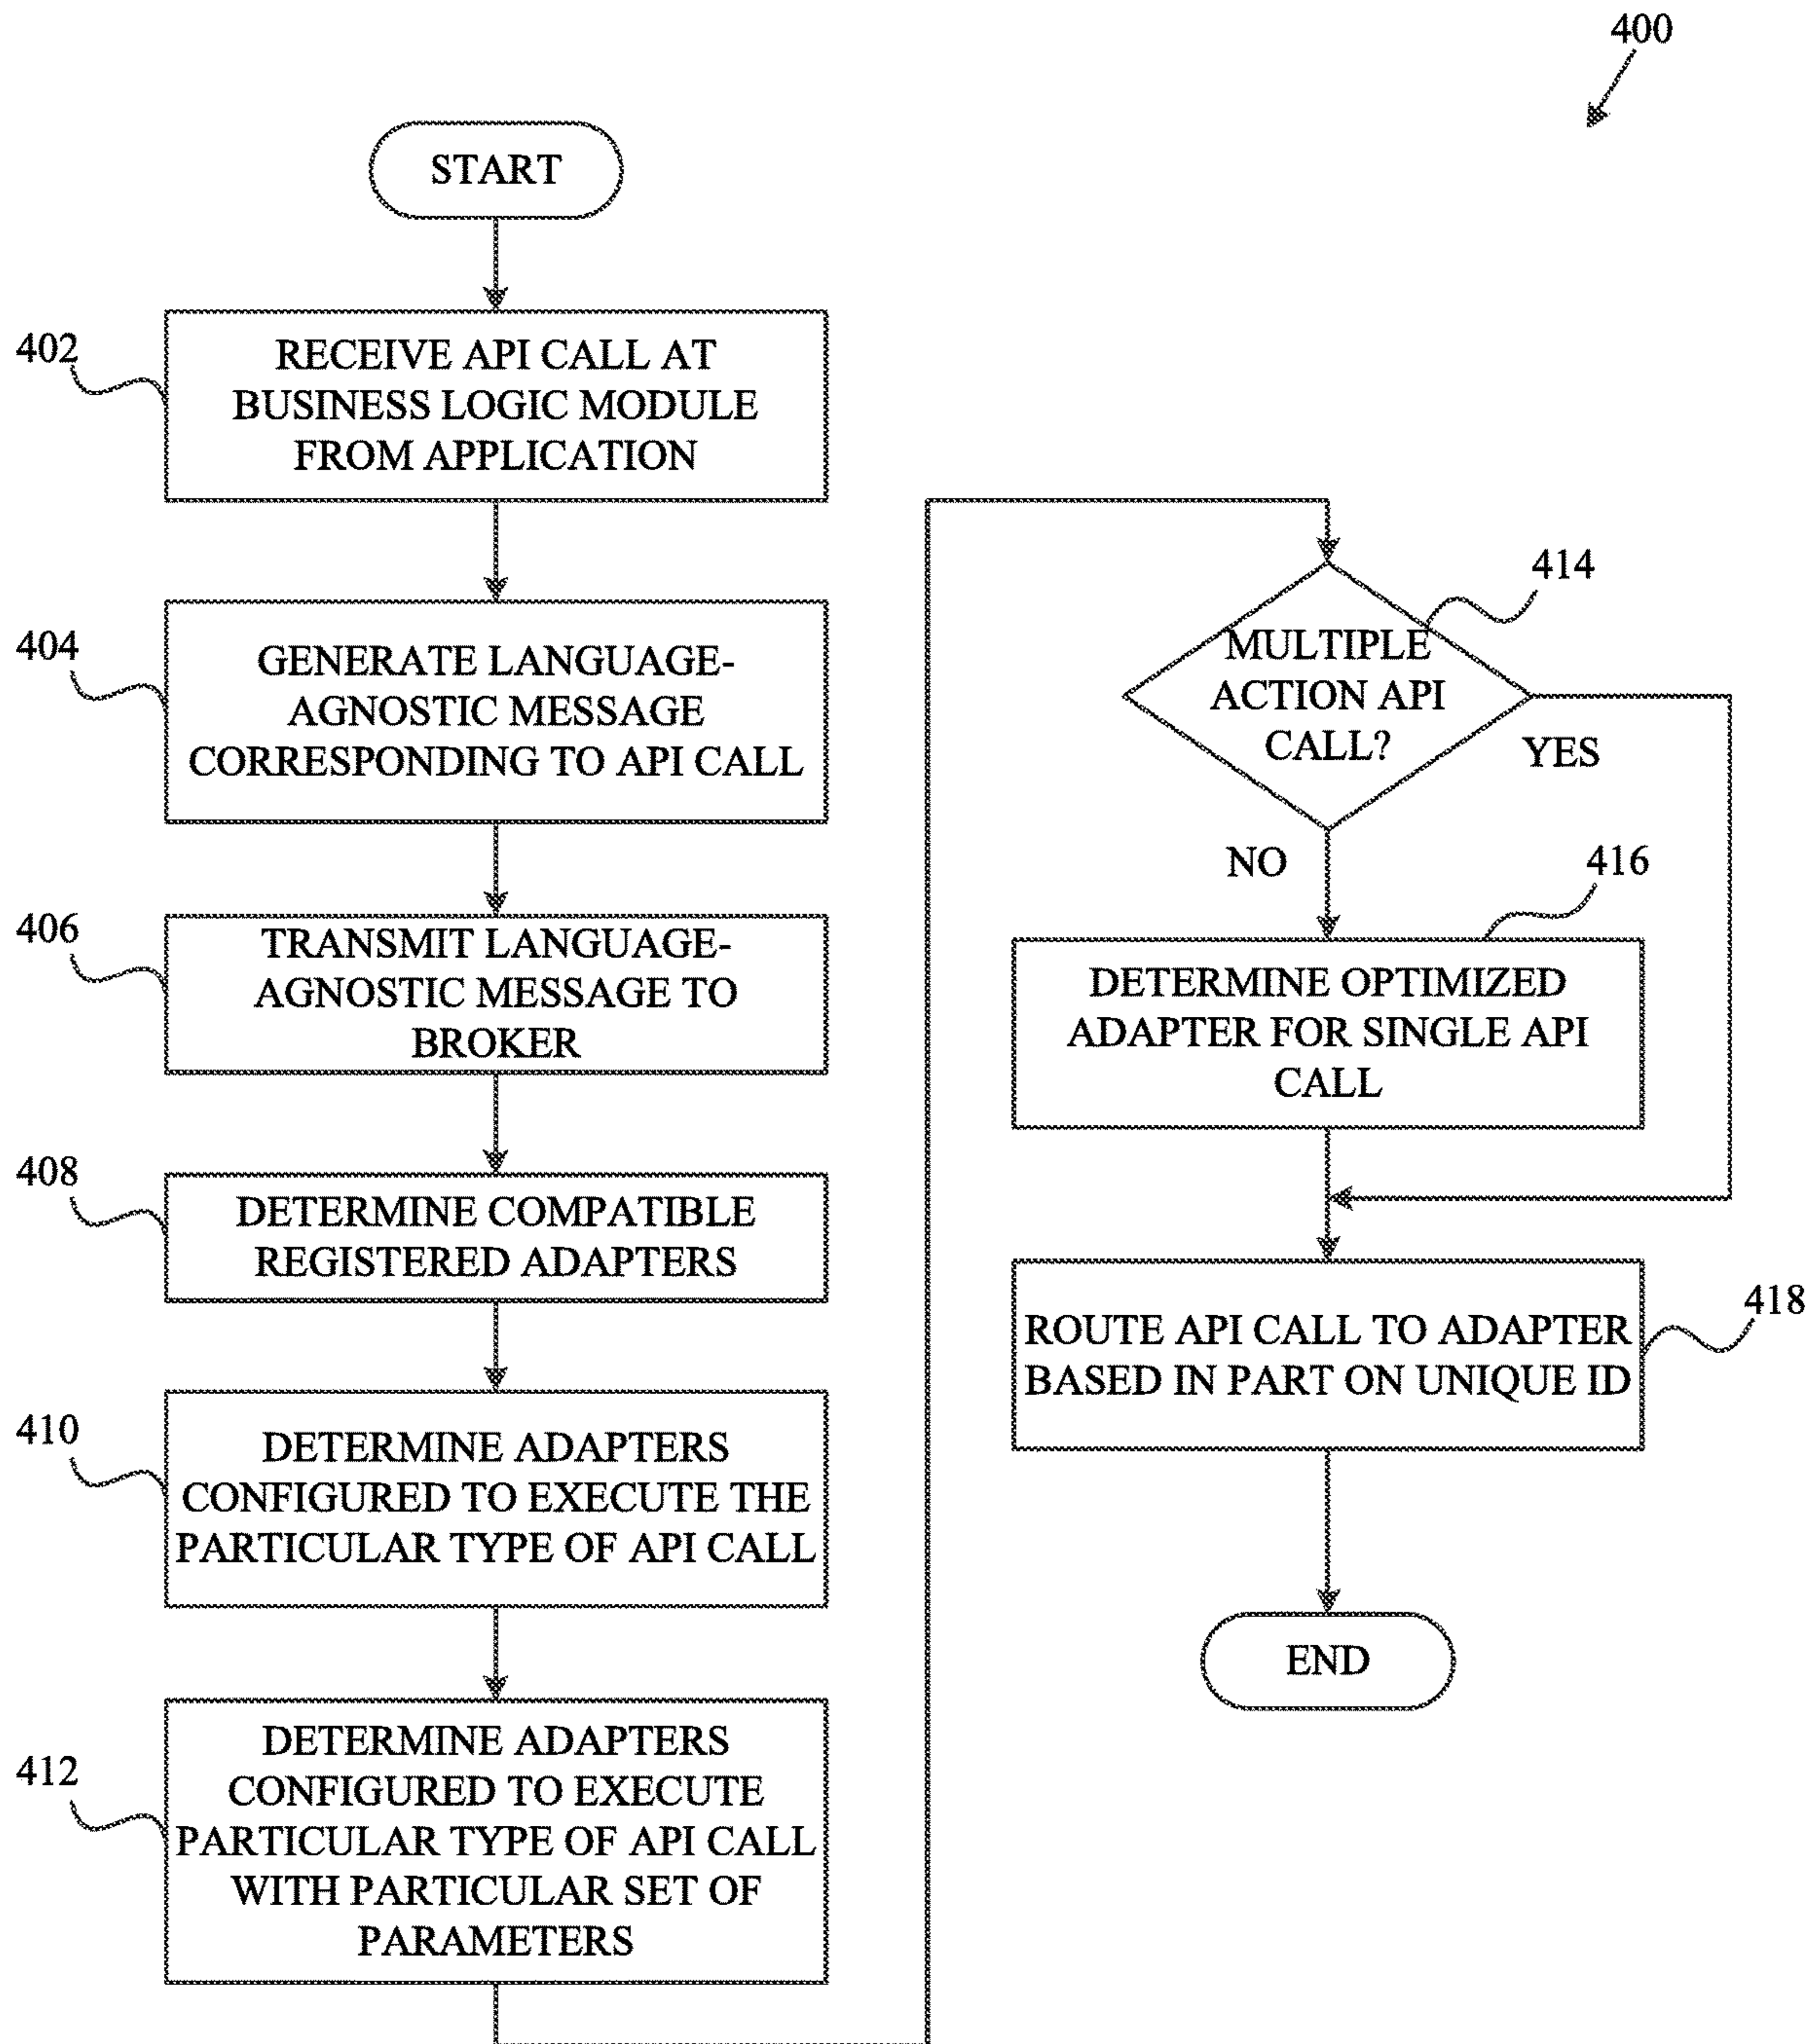 400
START
402
RECEIVE API CALL AT
BUSINESS LOGIC MODULE
FROM APPLICATION
404
GENERATE LANGUAGE-
AGNOSTIC MESSAGE
CORRESPONDING TO API CALL
406
TRANSMIT LANGUAGE-
AGNOSTIC MESSAGE TO
BROKER
408
DETERMINE COMPATIBLE
REGISTERED ADAPTERS
410
DETERMINE ADAPTERS
CONFIGURED TO EXECUTE THE
PARTICULAR TYPE OF API CALL
412
DETERMINE ADAPTERS
CONFIGURED TO EXECUTE
PARTICULAR TYPE OF API CALL
WITH PARTICULAR SET OF
PARAMETERS
414
MULTIPLE
ACTION API
CALL?
YES
NO
416
DETERMINE OPTIMIZED
ADAPTER FOR SINGLE API
CALL
418
ROUTE API CALL TO ADAPTER
BASED IN PART ON UNIQUE ID
END